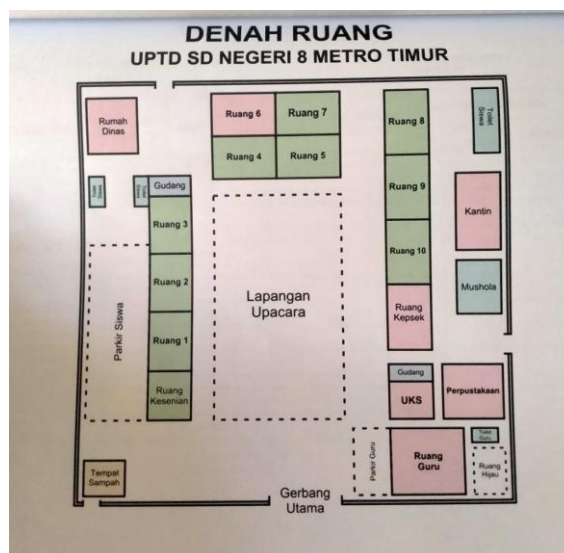 DENAH RUANG
UPTD SD NEGERI 8 METRO TIMUR
Rumah
Dinas
Ruang 6
Ruang 7
Ruang 4
Ruang 5
Ruang 8
Toilet
Siswa
Gudang
Ruang 3
Ruang 9
Kantin
Parkir Siswa
Ruang 2
Lapangan
Upacara
Ruang 10
Mushola
Ruang 1
Ruang
Kepsek
Ruang
Kesenian
Gudang
UKS
Perpustakaan
Parkir Guru
Ruang
Guru
Toilet
Guru
Ruang
Hijau
Tempat
Sampah
Gerbang
Utama